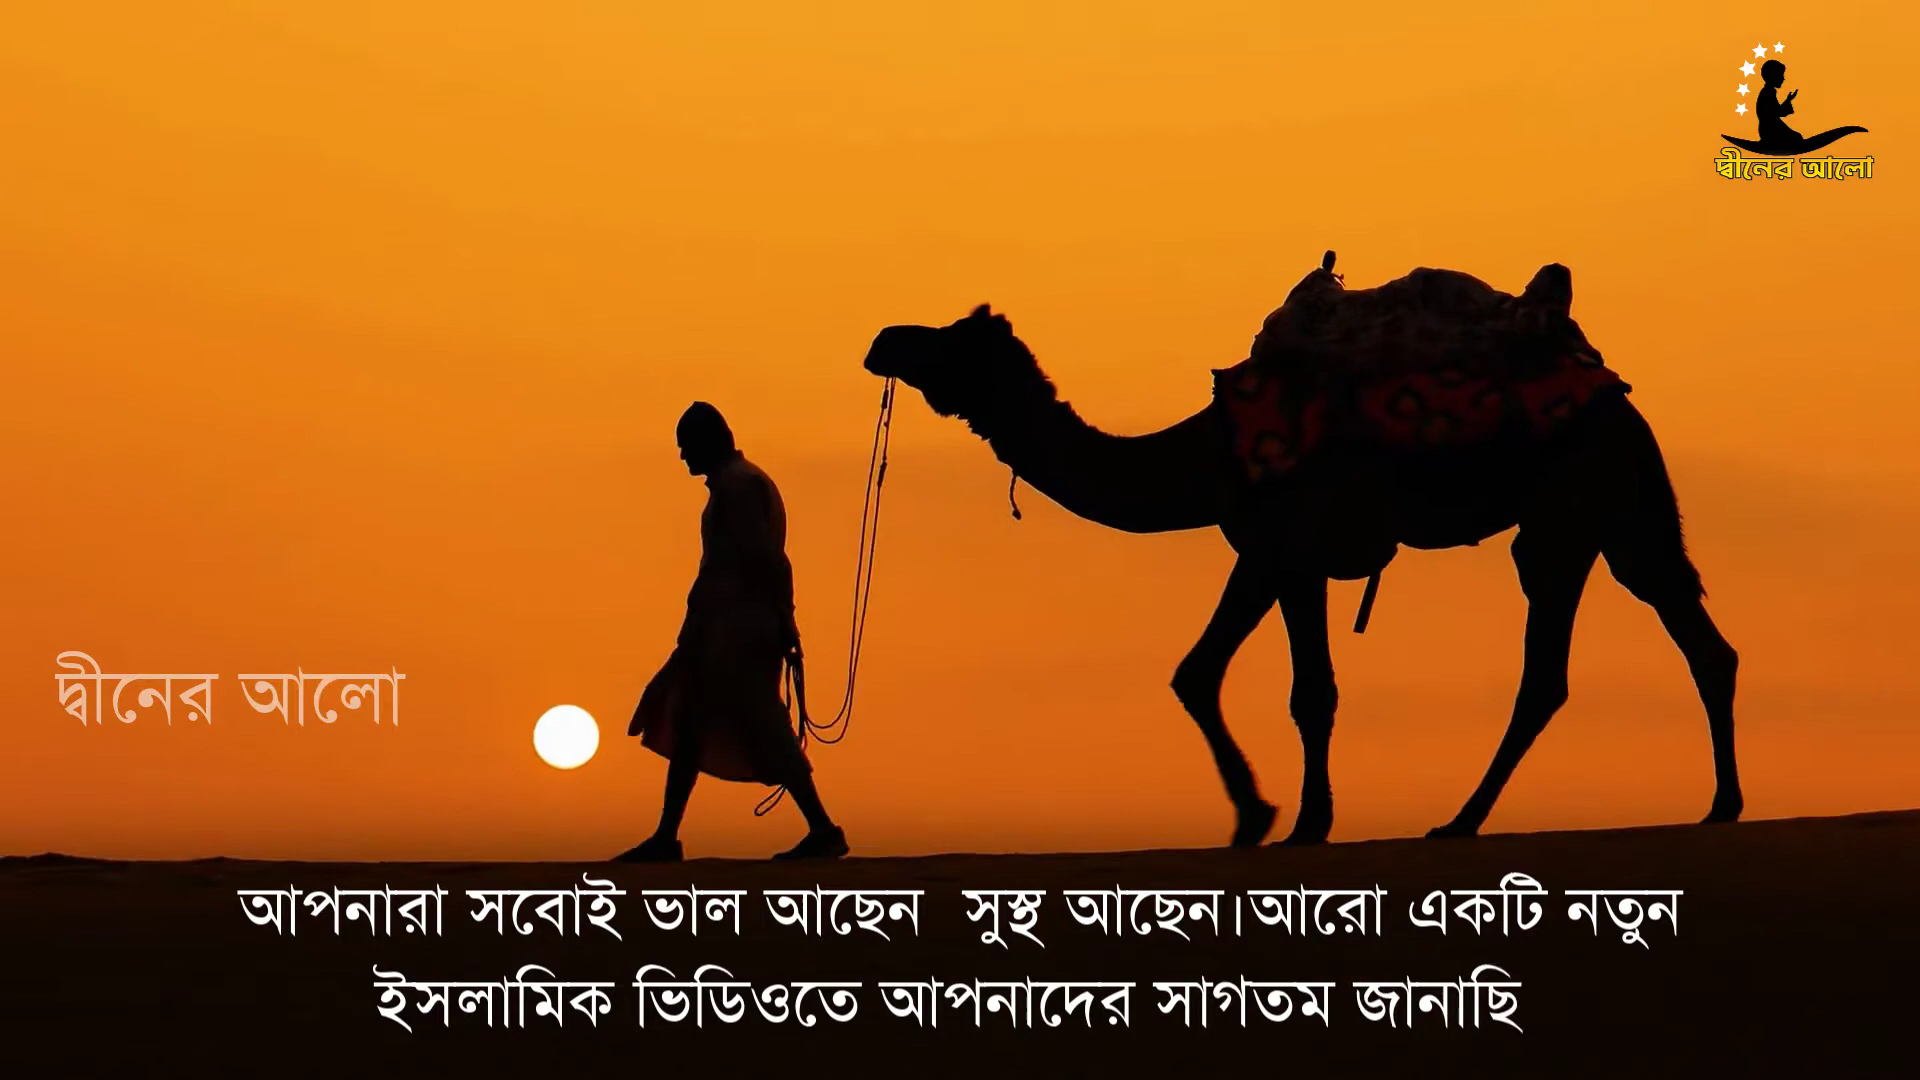 দ্বীনের আলো
দ্বীনের আলো
আপনারা সবোই ভাল আছেন  সুস্থ আছেন।আরো একটি নতুন
ইসলামিক ভিডিওতে আপনাদের সাগতম জানাছি